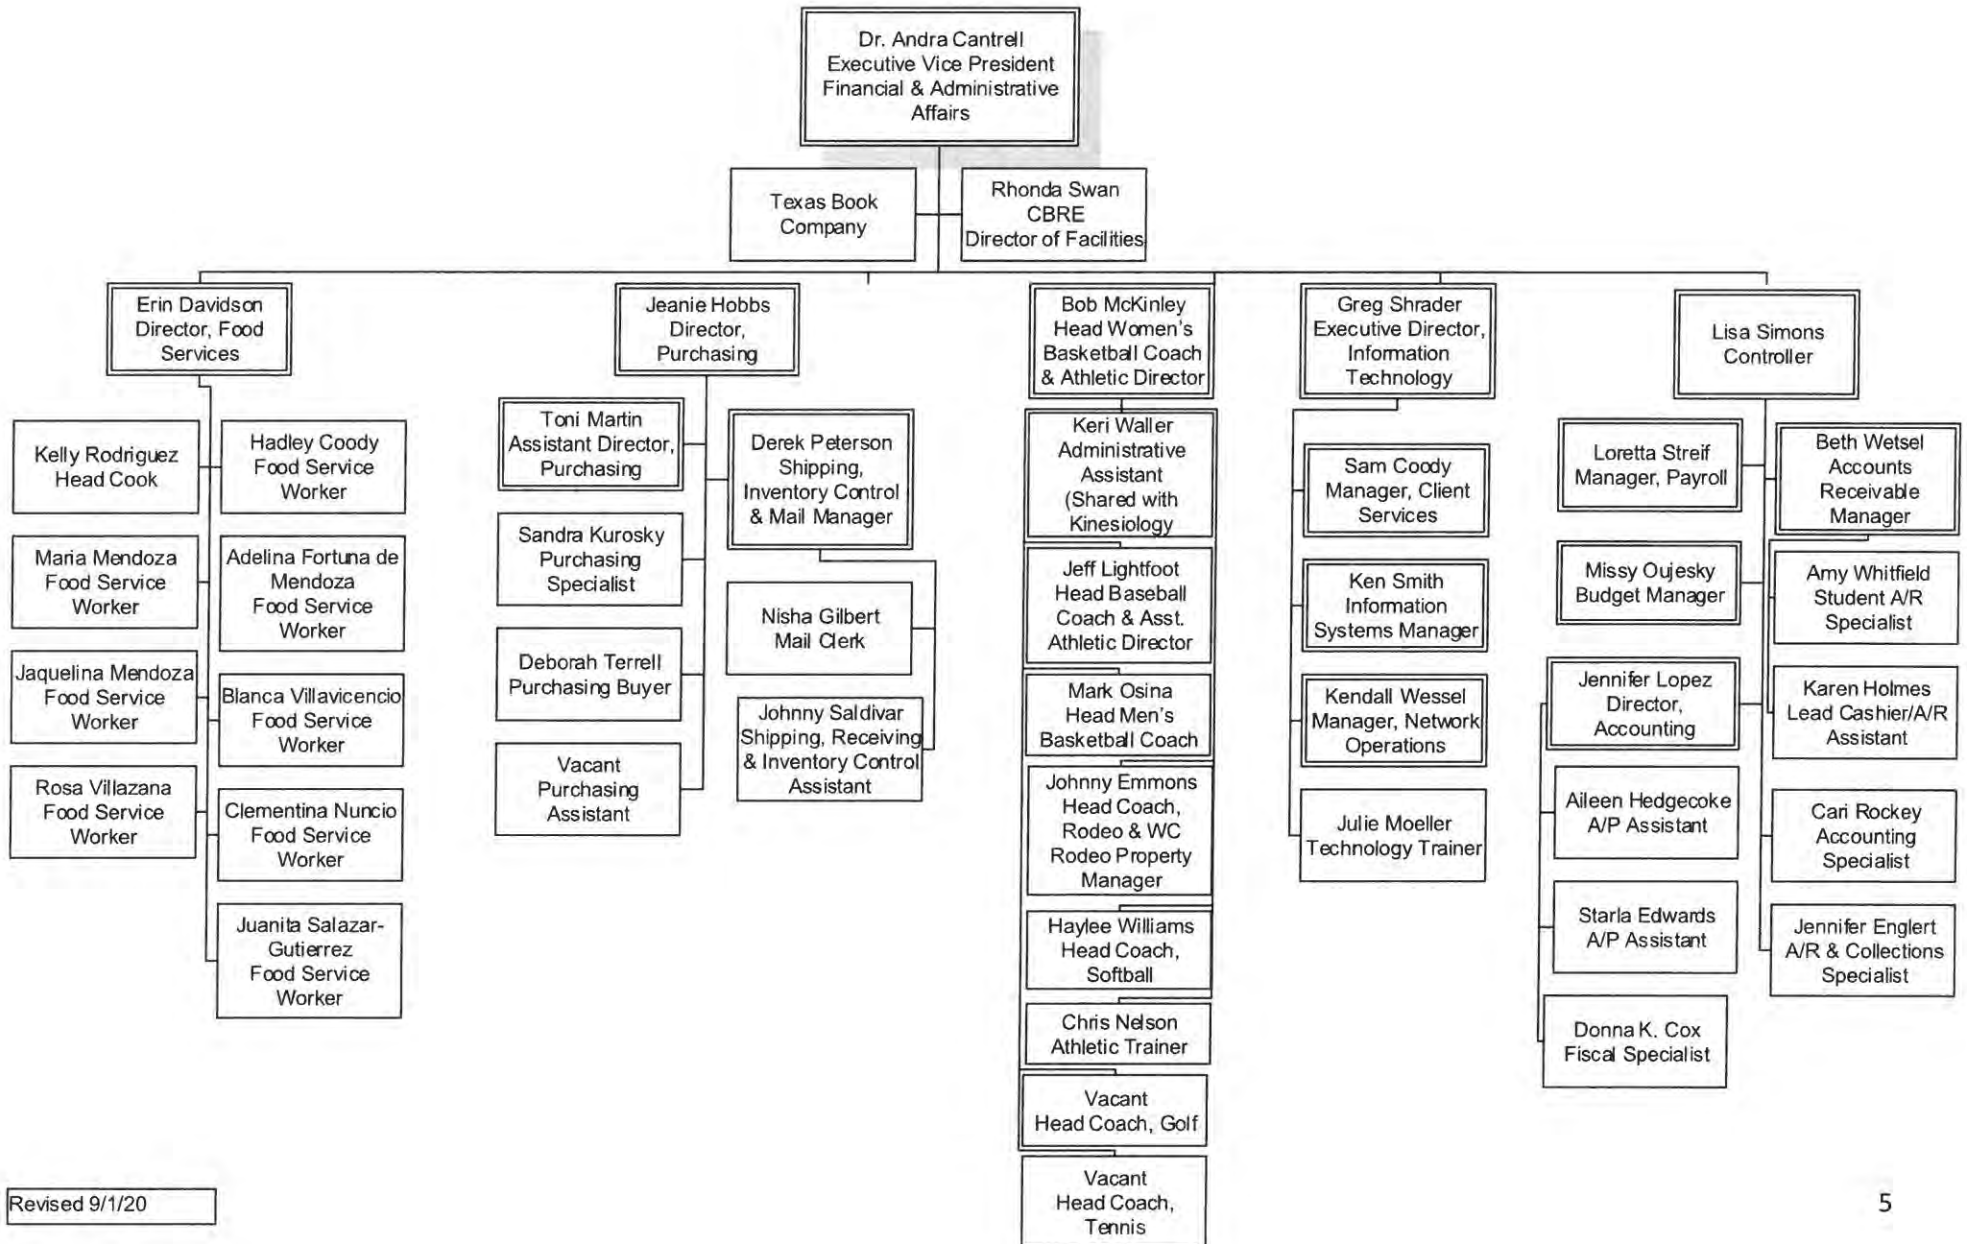 Dr. Andra Cantrell
Executive Vice President
Financial & Administrative
Affairs
Texas Book
Company
Rhonda Swan
CBRE
Director of Facilities
Erin Davidson
Director, Food
Services
Kelly Rodriguez
Head Cook
Hadley Coody
Food Service
Worker
Maria Mendoza
Food Service
Worker
Adelina Fortuna de
Mendoza
Food Service
Worker
Jaquelina Mendoza
Food Service
Worker
Blanca Villavicencio
Food Service
Worker
Rosa Villazana
Food Service
Worker
Clementina Nuncio
Food Service
Worker
Juanita Salazar-
Gutierrez
Food Service
Worker
Jeanie Hobbs
Director,
Purchasing
Toni Martin
Assistant Director,
Purchasing
Sandra Kurosky
Purchasing
Specialist
Deborah Terrell
Purchasing Buyer
Vacant
Purchasing
Assistant
Derek Peterson
Shipping,
Inventory Control
& Mail Manager
Nisha Gilbert
Mail Clerk
Johnny Saldivar
Shipping, Receiving
& Inventory Control
Assistant
Bob McKinley
Head Women's
Basketball Coach
& Athletic Director
Keri Waller
Administrative
Assistant
(Shared with
Kinesiology
Jeff Lightfoot
Head Baseball
Coach & Asst.
Athletic Director
Mark Osina
Head Men's
Basketball Coach
Johnny Emmons
Head Coach,
Rodeo & WC
Rodeo Property
Manager
Haylee Williams
Head Coach,
Softball
Chris Nelson
Athletic Trainer
Vacant
Head Coach, Golf
Vacant
Head Coach,
Tennis
Greg Shrader
Executive Director,
Information
Technology
Sam Coody
Manager, Client
Services
Ken Smith
Information
Systems Manager
Kendall Wessel
Manager, Network
Operations
Julie Moeller
Technology Trainer
Lisa Simons
Controller
Loretta Streif
Manager, Payroll
Missy Oujesky
Budget Manager
Jennifer Lopez
Director,
Accounting
Aileen Hedgecoke
A/P Assistant
Starla Edwards
A/P Assistant
Donna K. Cox
Fiscal Specialist
Beth Wetsel
Accounts
Receivable
Manager
Amy Whitfield
Student A/R
Specialist
Karen Holmes
Lead Cashier/A/R
Assistant
Cari Rockey
Accounting
Specialist
Jennifer Englert
A/R & Collections
Specialist
Revised 9/1/20
5